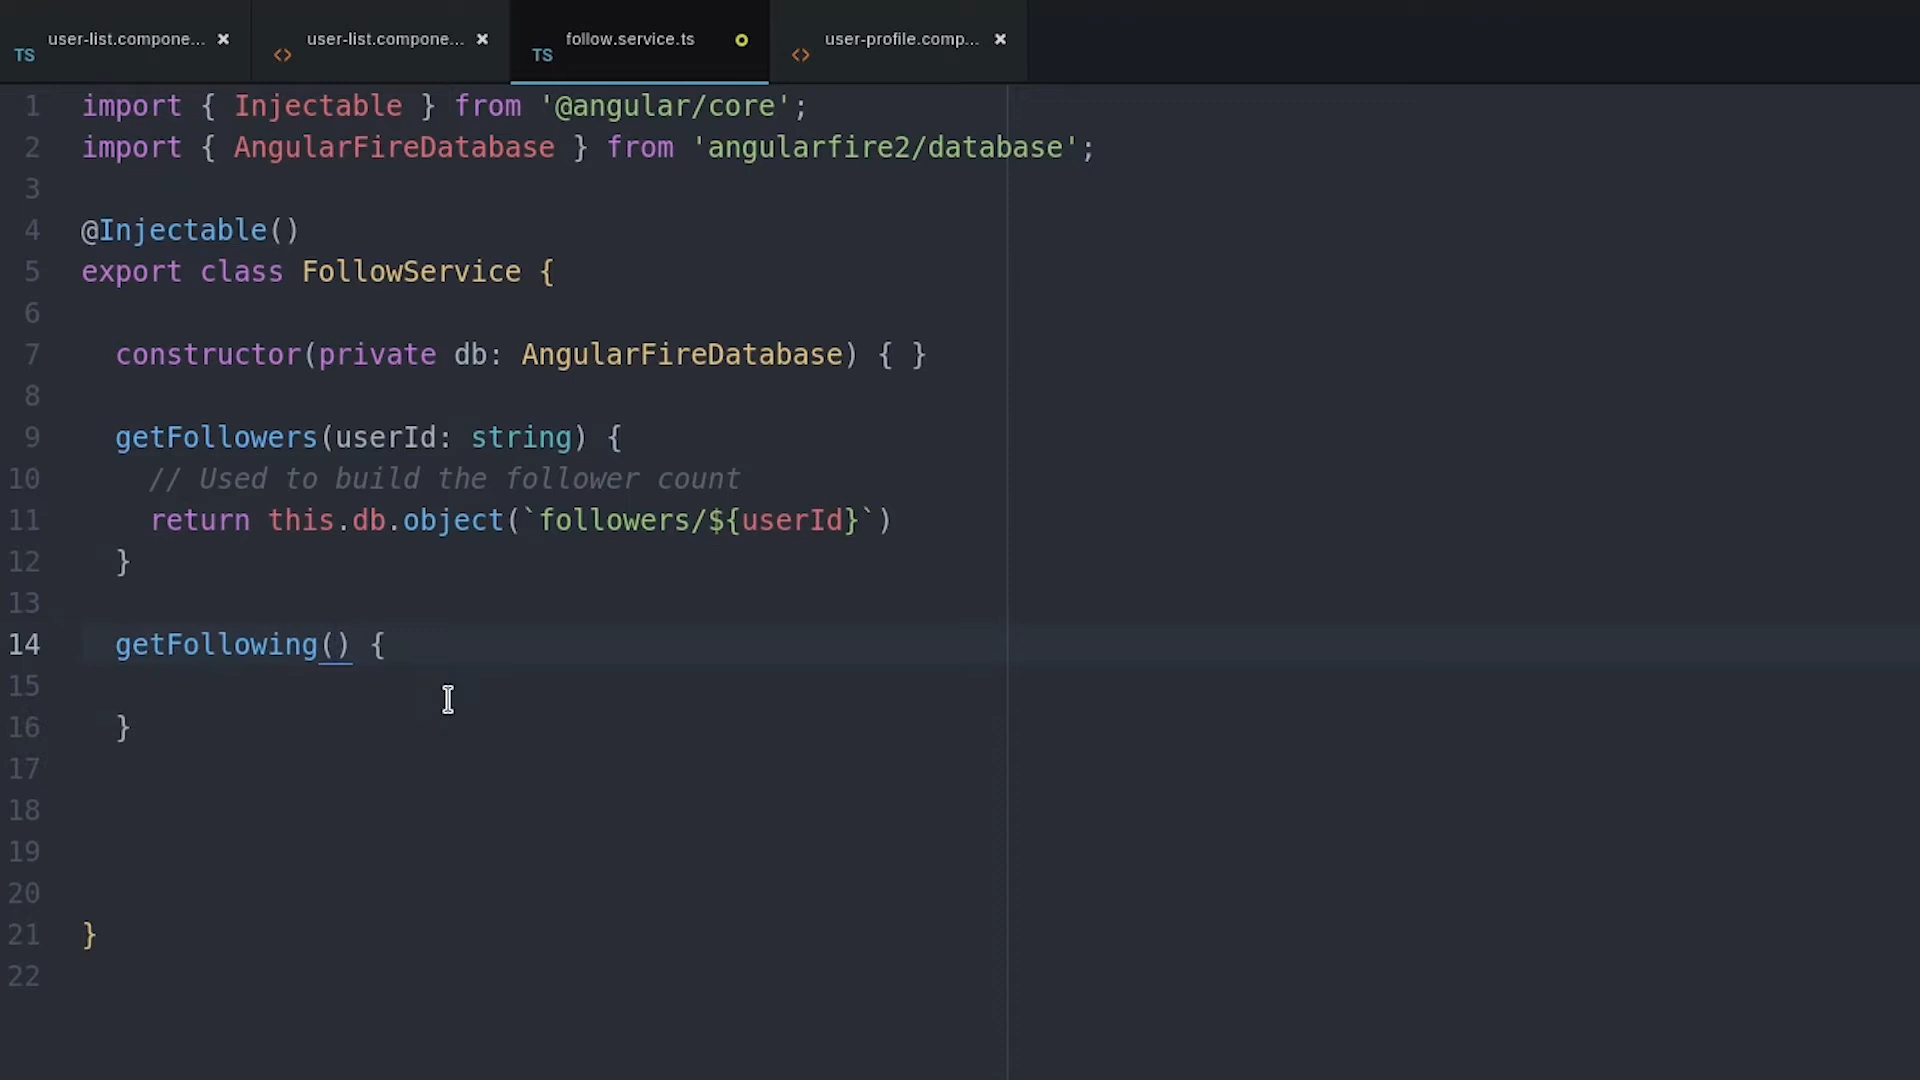 user-list.compone... × user-list.compone... × follow.service.ts user-profile.comp... ×
TS <> TS <>
1 import { Injectable } from '@angular/core';
2 import { AngularFireDatabase } from 'angularfire2/database';
3
4 @Injectable()
5 export class FollowService {
6
7 constructor(private db: AngularFireDatabase) { }
8
9 getFollowers(userId: string) {
10 // Used to build the follower count
11 return this.db.object(`followers/${userId}`)
12 }
13
14 getFollowing() {
15
16 }
17
18
19
20
21 }
22